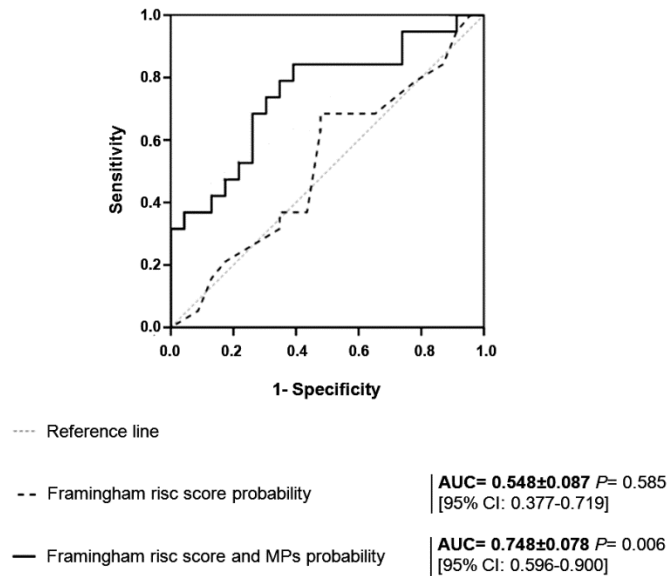 1.0
0.8
0.6
0.4
0.2
0.0
Sensitivity
0.0 0.2 0.4 0.6 0.8 1.0
1- Specificity
Reference line
Framingham risc score probability
AUC= 0.548±0.087 P= 0.585
[95% CI: 0.377-0.719]
Framingham risc score and MPs probability
AUC= 0.748±0.078 P= 0.006
[95% CI: 0.596-0.900]